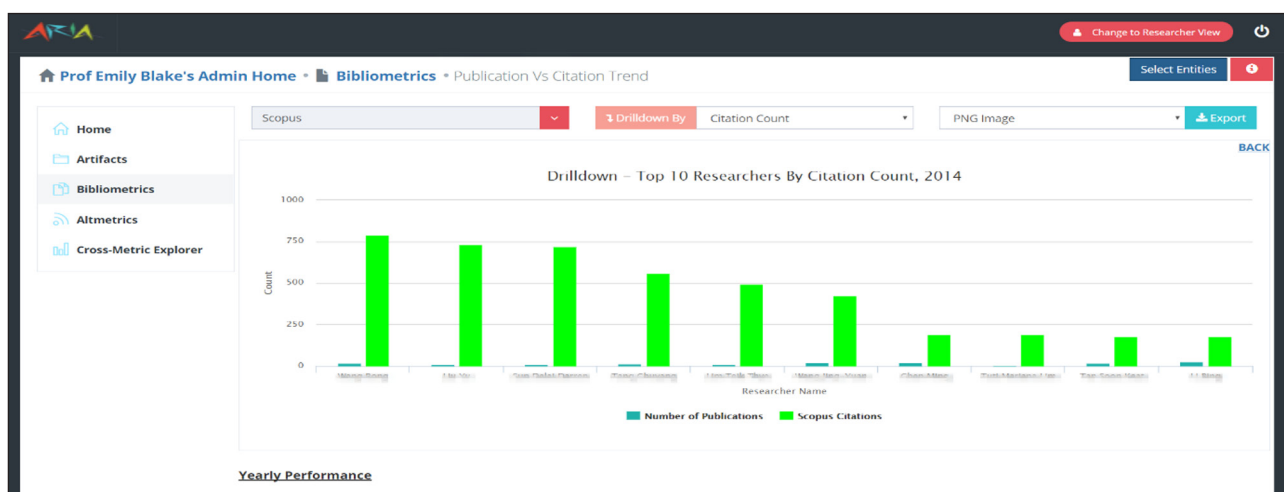 ARIA
Change to Researcher View
Prof Emily Blake's Admin Home • Bibliometrics • Publication Vs Citation Trend
Select Entities
Home
Artifacts
Bibliometrics
Altmetrics
Cross-Metric Explorer
Scopus
Drilldown By
Citation Count
PNG Image
Export
BACK
Drilldown – Top 10 Researchers By Citation Count, 2014
1000
750
500
250
0
Count
Researcher Name
Number of Publications
Scopus Citations
Yearly Performance